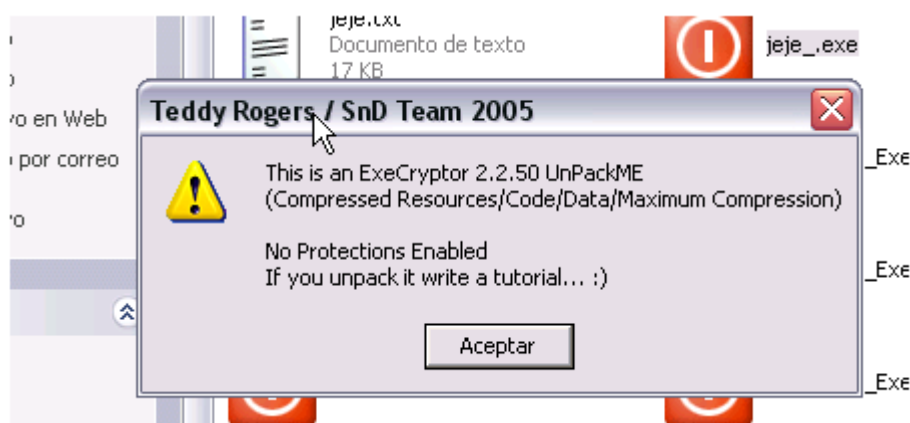 jeje.txt
Documento de texto
17 KB
jeje_.exe
vo en Web
por correo
Teddy Rogers / SnD Team 2005
This is an ExeCryptor 2.2.50 UnPackME
(Compressed Resources/Code/Data/Maximum Compression)
No Protections Enabled
If you unpack it write a tutorial... :)
Aceptar
_Exe
_Exe
_Exe